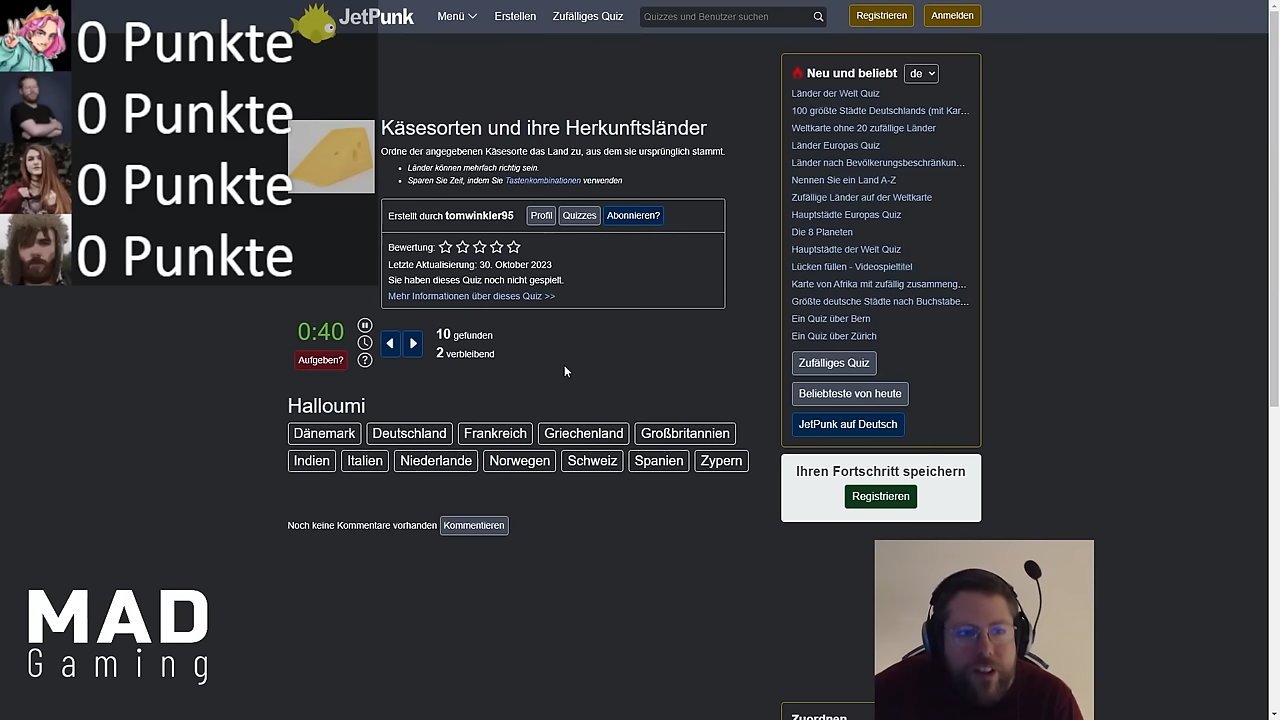 0 Punkte
0 Punkte
0 Punkte
0 Punkte
JetPunk
Menü Erstellen Zufälliges Quiz
Quizzes und Benutzer suchen
Registrieren Anmelden
Käsesorten und ihre Herkunftsländer
Ordne der angegebenen Käsesorte das Land zu, aus dem sie ursprünglich stammt.
• Länder können mehrfach richtig sein.
• Sparen Sie Zeit, indem Sie Tastenkombinationen verwenden
Erstellt durch tomwinkler95 Profil Quizzes Abonnieren?
Bewertung:
Letzte Aktualisierung: 30. Oktober 2023
Sie haben dieses Quiz noch nicht gespielt.
Mehr Informationen über dieses Quiz >>
0:40
Aufgeben?
?
10 gefunden
2 verbleibend
Halloumi
Dänemark Deutschland Frankreich Griechenland Großbritannien
Indien Italien Niederlande Norwegen Schweiz Spanien Zypern
Noch keine Kommentare vorhanden Kommentieren
Neu und beliebt de
Länder der Welt Quiz
100 größte Städte Deutschlands (mit Kar...
Weltkarte ohne 20 zufällige Länder
Länder Europas Quiz
Länder nach Bevölkerungsbeschränkun...
Nennen Sie ein Land A-Z
Zufällige Länder auf der Weltkarte
Hauptstädte Europas Quiz
Die 8 Planeten
Hauptstädte der Welt Quiz
Lücken füllen - Videospieltitel
Karte von Afrika mit zufällig zusammeng...
Größte deutsche Städte nach Buchstabe...
Ein Quiz über Bern
Ein Quiz über Zürich
Zufälliges Quiz
Beliebteste von heute
JetPunk auf Deutsch
Ihren Fortschritt speichern
Registrieren
MAD
Gaming
Zuordnen